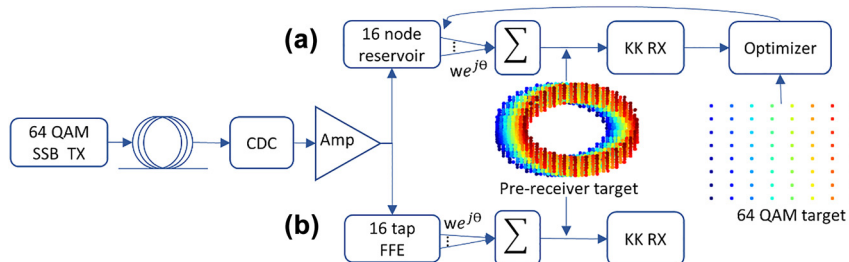 (a)
16 node
reservoir
⋮
we^{jθ}
∑
KK RX
Optimizer
64 QAM
SSB TX
CDC
Amp
Pre-receiver target
64 QAM target
(b)
16 tap
FFE
we^{jθ}
⋮
∑
KK RX